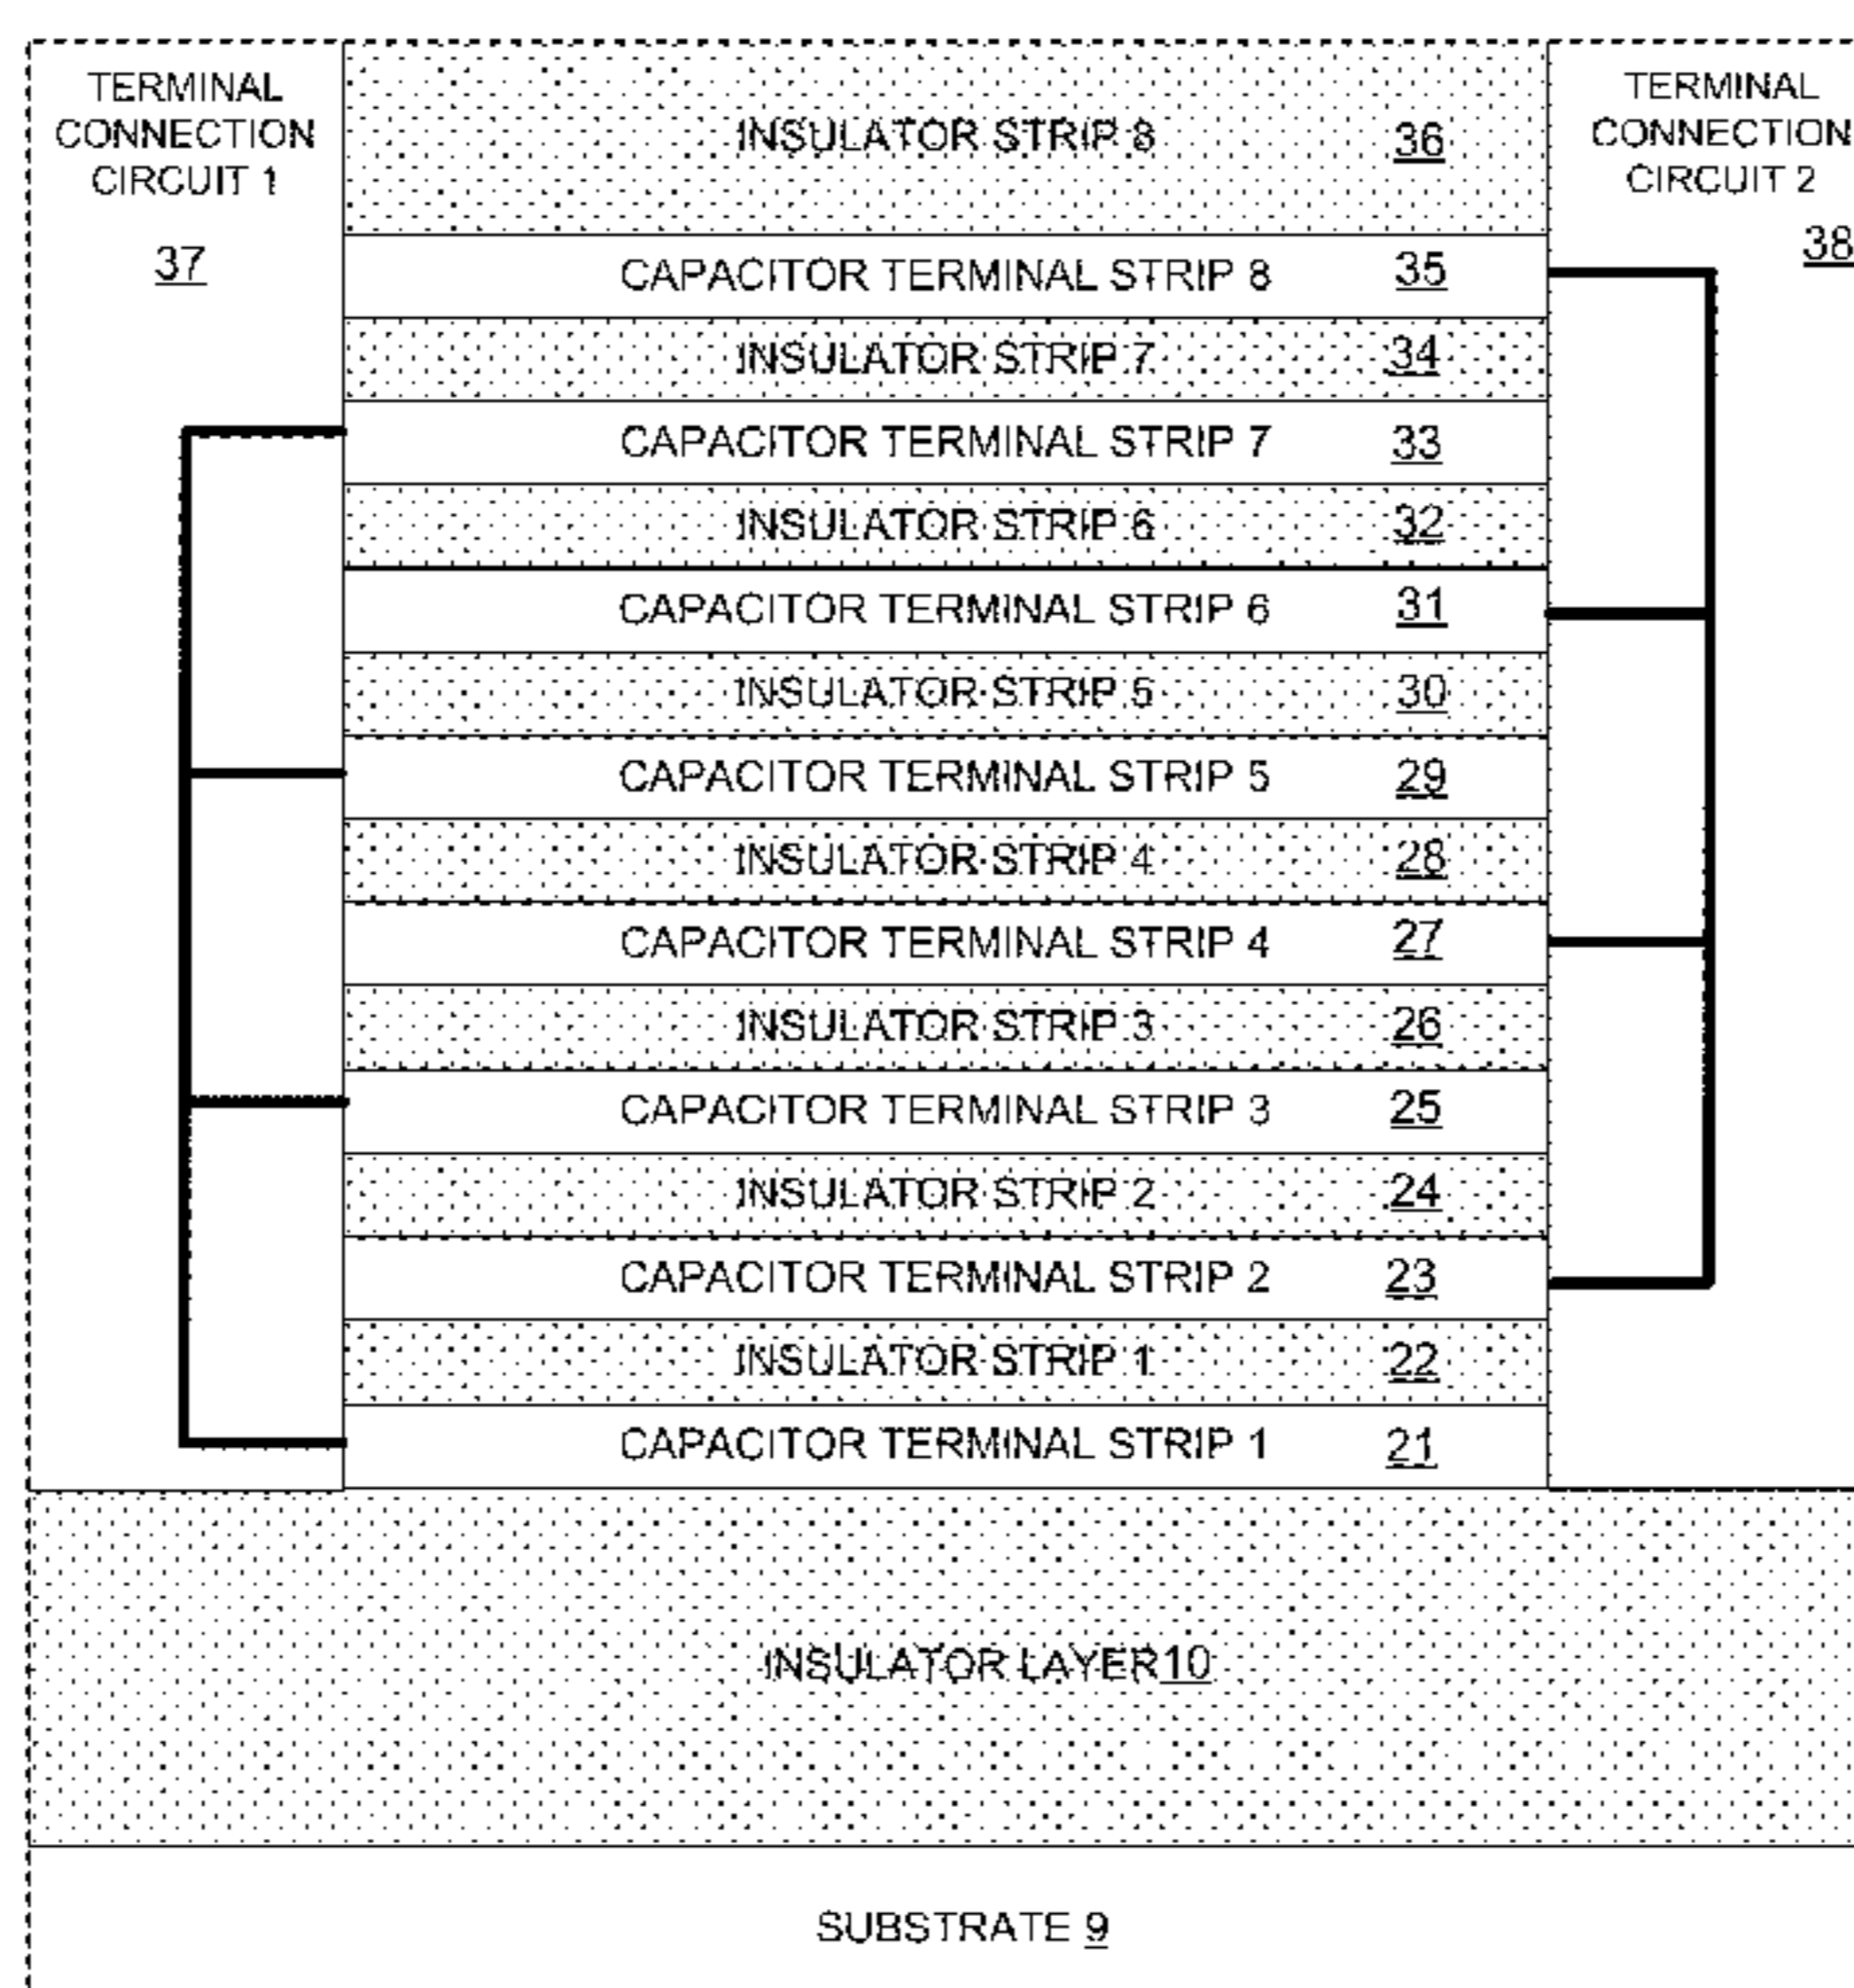 TERMINAL
CONNECTION
CIRCUIT 1
37
INSULATOR STRIP 8 36
TERMINAL
CONNECTION
CIRCUIT 2
38
CAPACITOR TERMINAL STRIP 8 35
INSULATOR STRIP 7 34
CAPACITOR TERMINAL STRIP 7 33
INSULATOR STRIP 6 32
CAPACITOR TERMINAL STRIP 6 31
INSULATOR STRIP 5 30
CAPACITOR TERMINAL STRIP 5 29
INSULATOR STRIP 4 28
CAPACITOR TERMINAL STRIP 4 27
INSULATOR STRIP 3 26
CAPACITOR TERMINAL STRIP 3 25
INSULATOR STRIP 2 24
CAPACITOR TERMINAL STRIP 2 23
INSULATOR STRIP 1 22
CAPACITOR TERMINAL STRIP 1 21
INSULATOR LAYER 10
SUBSTRATE 9